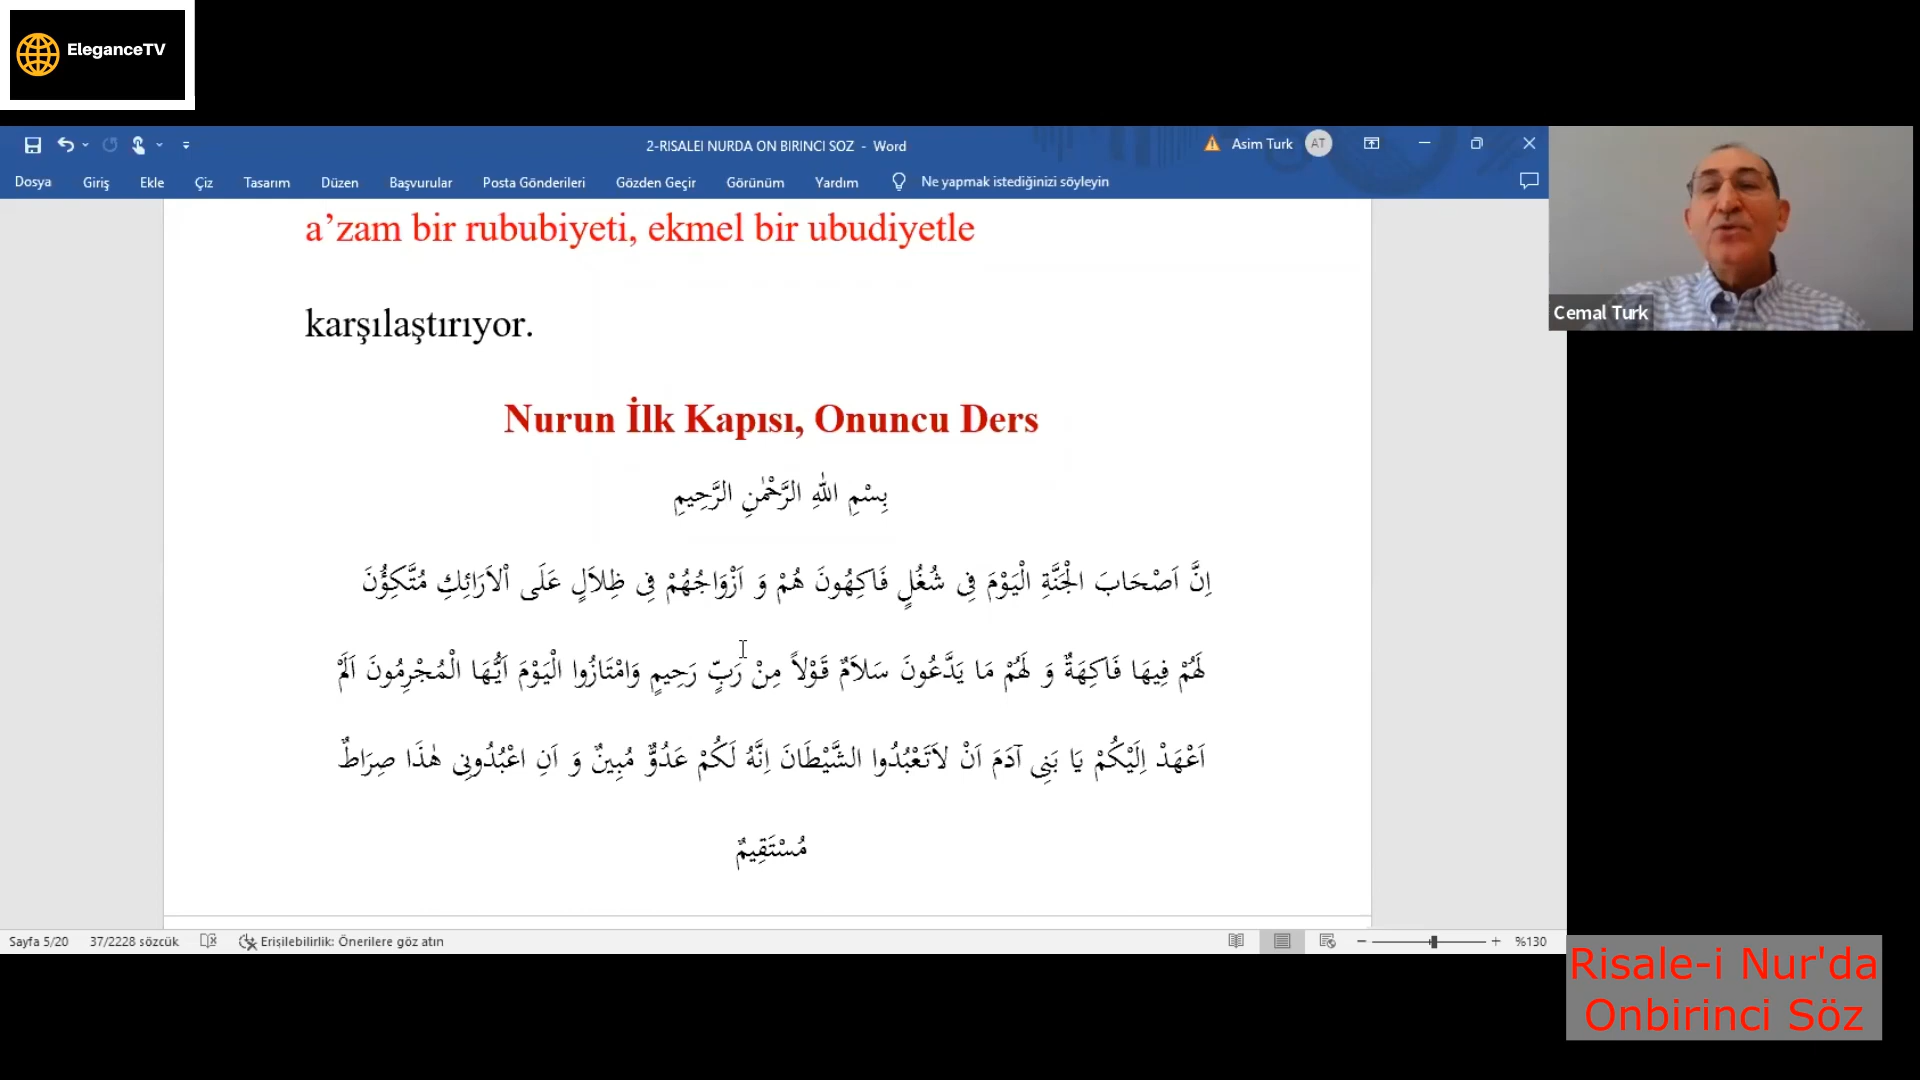 EleganceTV
2-RISALEI NURDA ON BIRINCI SOZ - Word
Asim Turk AT
Dosya Giriş Ekle Çiz Tasarım Düzen Başvurular Posta Gönderileri Gözden Geçir Görünüm Yardım Ne yapmak istediğinizi söyleyin
a’zam bir rububiyeti, ekmel bir ubudiyetle
karşılaştırıyor.
Cemal Turk
Nurun İlk Kapısı, Onuncu Ders
بِسْمِ اللهِ الرَّحْمٰنِ الرَّحِيمِ
اِنَّ اَصْحَابَ الْجَنَّةِ الْيَوْمَ فِى شُغُلٍ فَاكِهُونَ هُمْ وَ اَزْوَاجُهُمْ فِى ظِلاَلٍ عَلَى اْلاَرَائِكِ مُتَّكِؤُنَ
لَهُمْ فِيهَا فَاكِهَةٌ وَ لَهُمْ مَا يَدَّعُونَ سَلاَمٌ قَوْلاً مِنْ رَبٍّ رَحِيمٍ وَامْتَازُوا الْيَوْمَ اَيُّهَا الْمُجْرِمُونَ اَلَمْ
اَعْهَدْ اِلَيْكُمْ يَا بَنِى آدَمَ اَنْ لاَتَعْبُدُوا الشَّيْطَانَ اِنَّهُ لَكُمْ عَدُوٌّ مُبِينٌ وَ اَنِ اعْبُدُونِى هٰذَا صِرَاطٌ
مُسْتَقِيمٌ
Sayfa 5/20 37/2228 sözcük Erişilebilirlik: Önerilere göz atın %130
Risale-i Nur'da
Onbirinci Söz